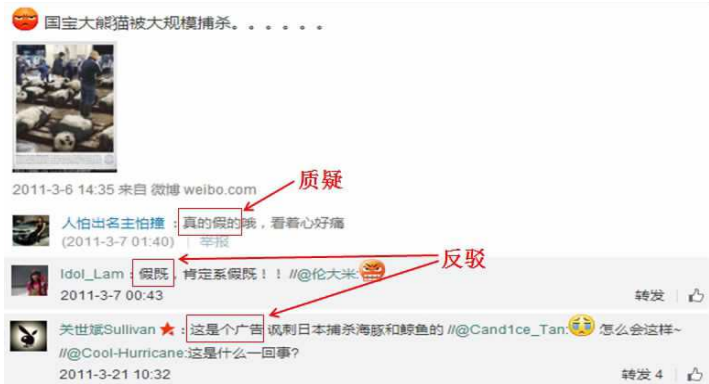 国宝大熊猫被大规模捕杀。。。。。。
2011-3-6 14:35 来自 微博 weibo.com
质疑
人怕出名主怕撞：真的假的哦，看着心好痛
(2011-3-7 01:40) 举报
反驳
Idol_Lam：假既，肯定系假既！！//@伦大米:
2011-3-7 00:43 转发
关世斌Sullivan：这是个广告 讽刺日本捕杀海豚和鲸鱼的 //@Cand1ce_Tan: 怎么会这样~
//@Cool-Hurricane:这是什么一回事?
2011-3-21 10:32 转发 4